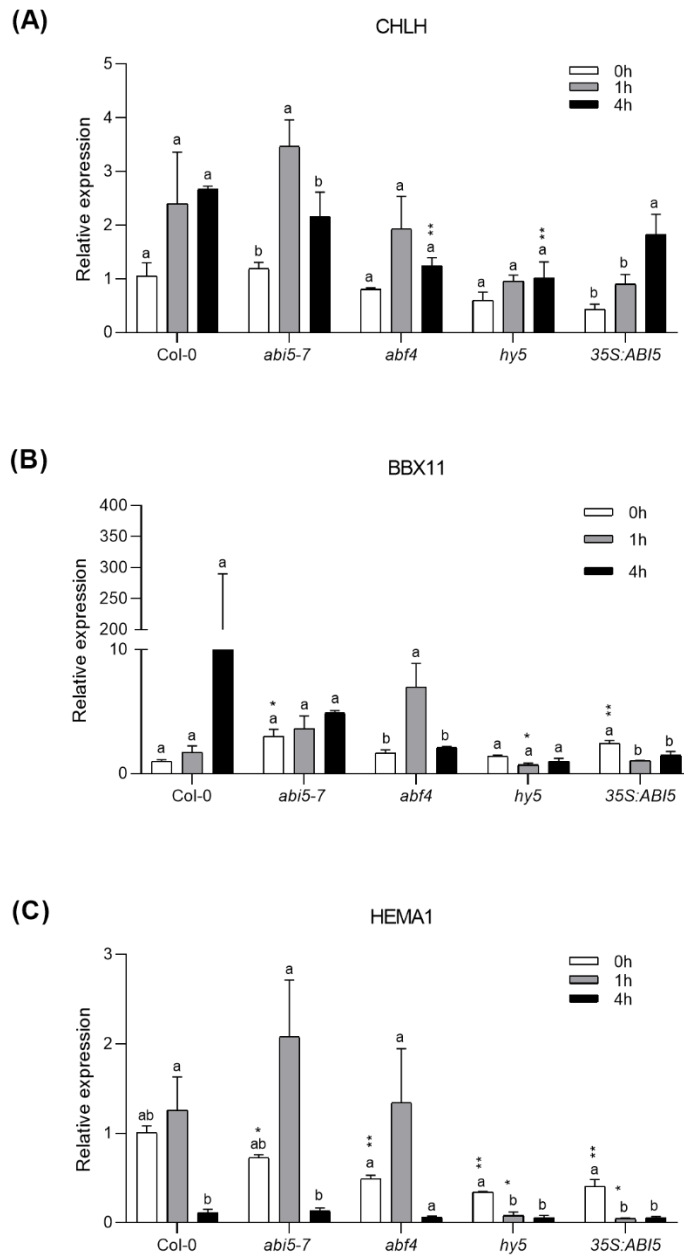 (A)
CHLH
Relative expression
5
4
3
2
1
0
0h
1h
4h
a a a
b a b
a a ** a
a a ** a
b b a
Col-0 abi5-7 abf4 hy5 35S:ABI5
(B)
BBX11
Relative expression
400
300
200
10
0
0h
1h
4h
a a a
* a a a
b a b
a * a a
** a b b
Col-0 abi5-7 abf4 hy5 35S:ABI5
(C)
HEMA1
Relative expression
3
2
1
0
0h
1h
4h
ab a b
* ab a b
** a a a
** a * b b
** a * b b
Col-0 abi5-7 abf4 hy5 35S:ABI5